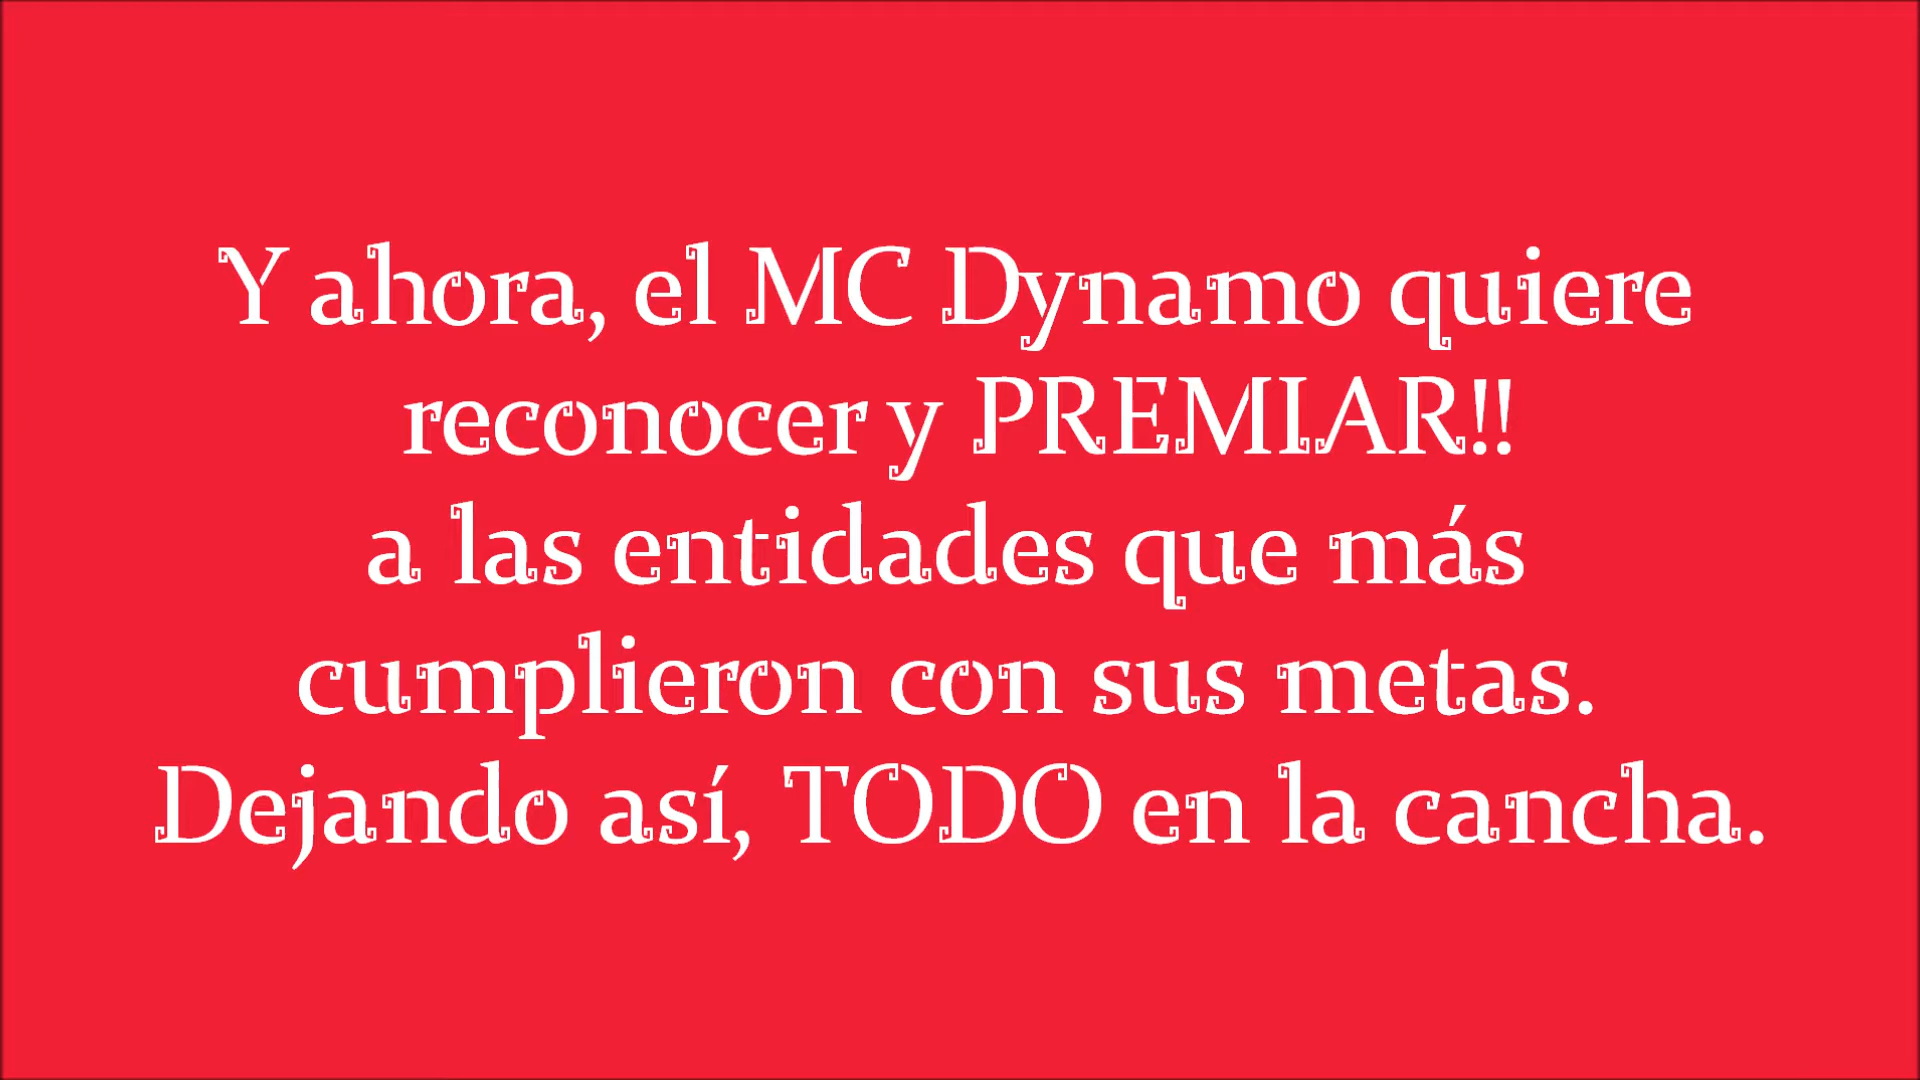 Y ahora, el MC Dynamo quiere
reconocer y PREMIAR!!
a las entidades que más
cumplieron con sus metas.
Dejando así, TODO en la cancha.